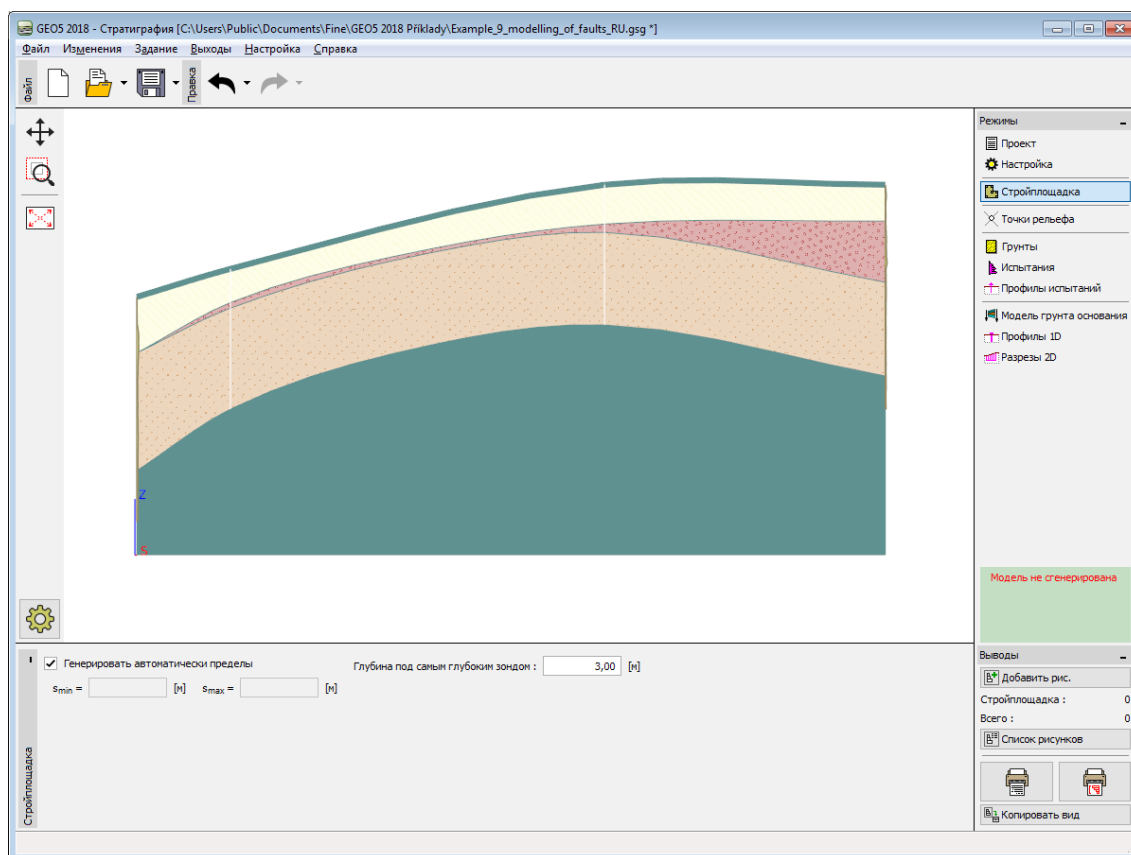 GEO5 2018 - Стратиграфия [C:\Users\Public\Documents\Fine\GEO5 2018 Příklady\Example_9_modelling_of_faults_RU.gsg *]
Файл Изменения Задание Выходы Настройка Справка
Файл
Правка
Режимы
Проект
Настройка
Стройплощадка
Точки рельефа
Грунты
Испытания
Профилы испытаний
Модель грунта основания
Профилы 1D
Разрезы 2D
Z
S
Модель не сгенерирована
Стройплощадка
Генерировать автоматически пределы
Глубина под самым глубоким зондом : 3,00 [м]
smin = [м] smax = [м]
Выводы
Добавить рис.
Стройплощадка : 0
Всего : 0
Список рисунков
Копировать вид